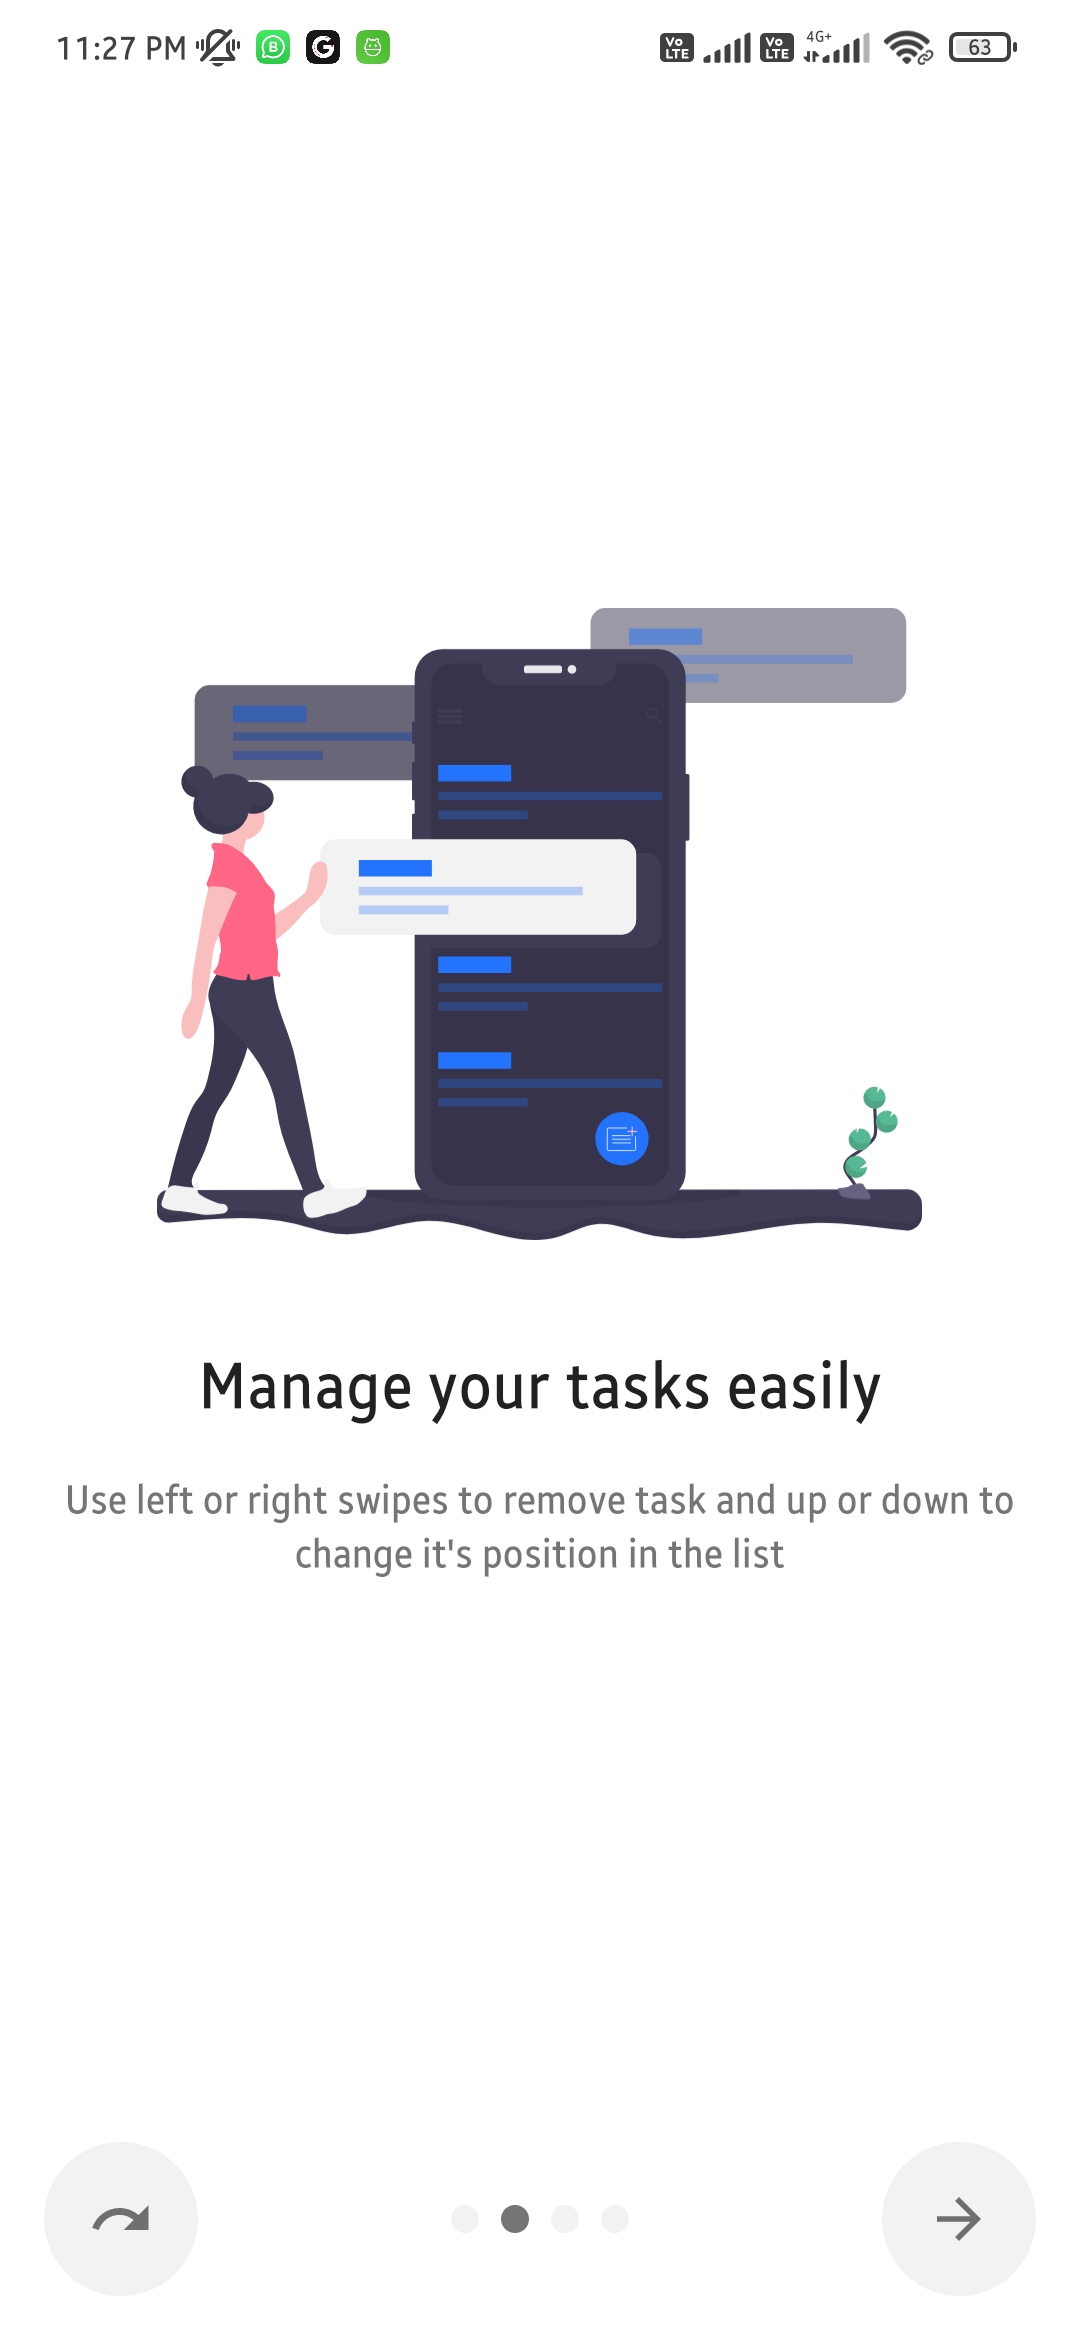 11:27 PM
Vo LTE Vo LTE 4G+ 63
Manage your tasks easily
Use left or right swipes to remove task and up or down to
change it's position in the list